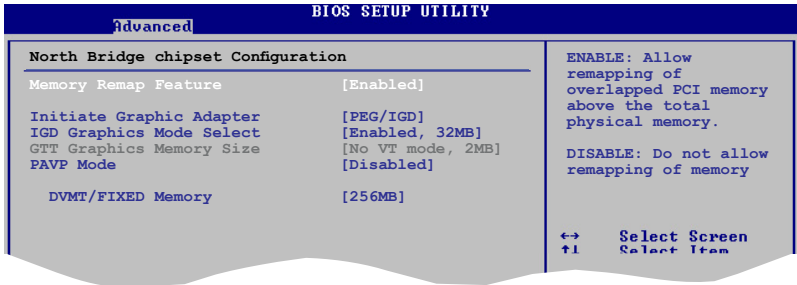 BIOS SETUP UTILITY
Advanced
North Bridge chipset Configuration
Memory Remap Feature [Enabled]
Initiate Graphic Adapter [PEG/IGD]
IGD Graphics Mode Select [Enabled, 32MB]
GTT Graphics Memory Size [No VT mode, 2MB]
PAVP Mode [Disabled]
DVMT/FIXED Memory [256MB]
ENABLE: Allow
remapping of
overlapped PCI memory
above the total
physical memory.
DISABLE: Do not allow
remapping of memory
←→ Select Screen
↑↓ Select Item